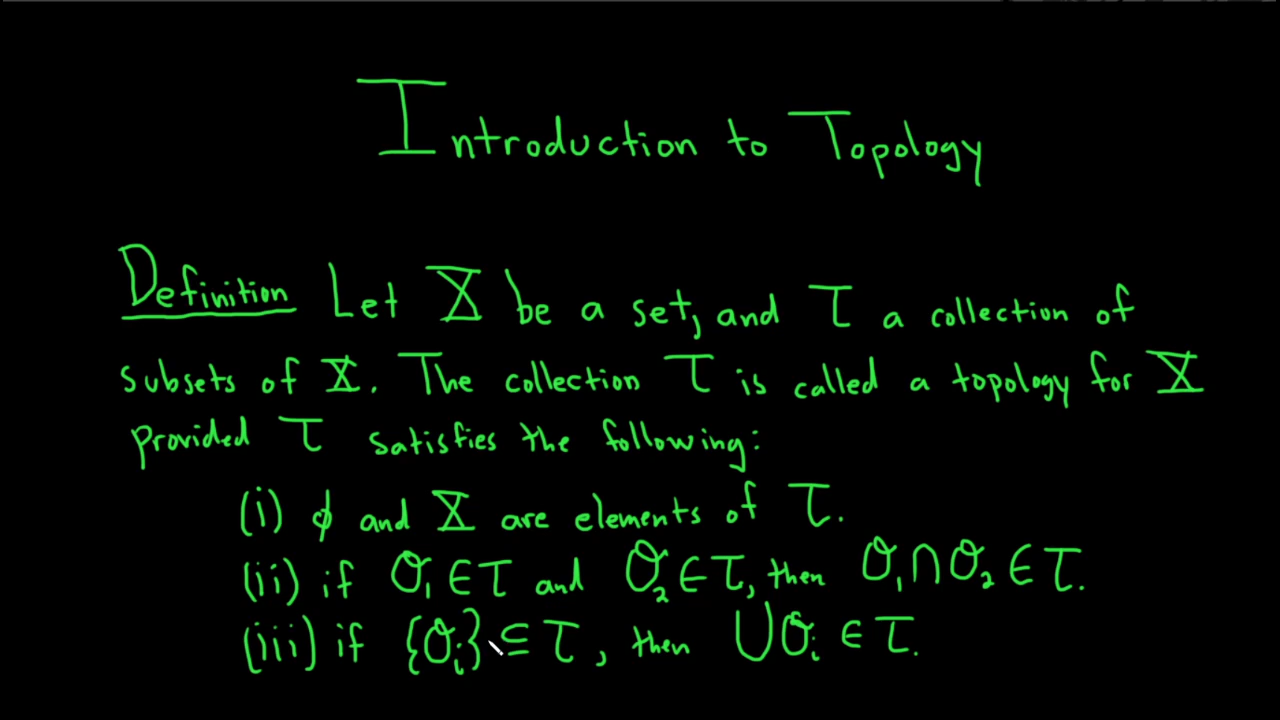 Introduction to Topology
Definition Let X be a set, and τ a collection of
subsets of X. The collection τ is called a topology for X
provided τ satisfies the following:
(i) ϕ and X are elements of τ.
(ii) if O₁ ∈ τ and O₂ ∈ τ, then O₁ ∩ O₂ ∈ τ.
(iii) if {Oᵢ} ⊆ τ, then ⋃Oᵢ ∈ τ.